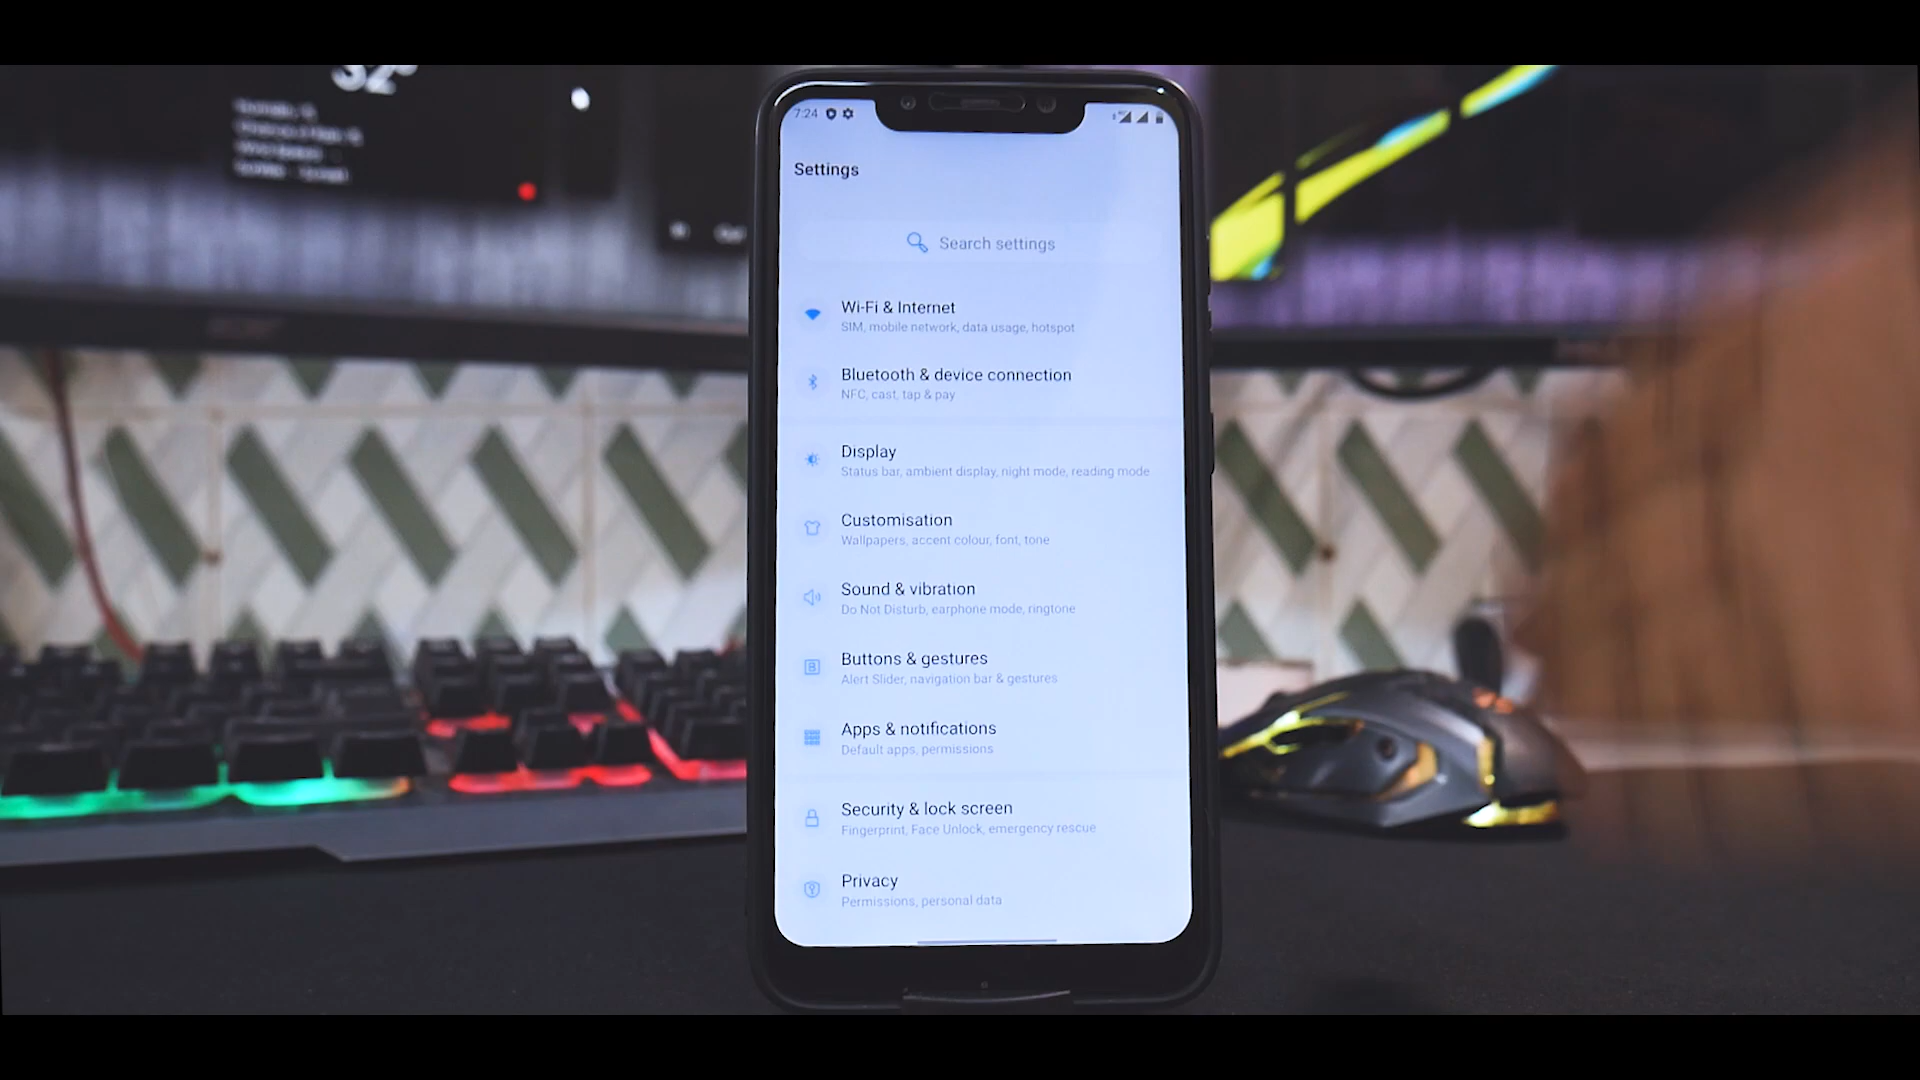 7:24
Settings
Search settings
Wi-Fi & Internet
SIM, mobile network, data usage, hotspot
Bluetooth & device connection
NFC, cast, tap & pay
Display
Status bar, ambient display, night mode, reading mode
Customisation
Wallpapers, accent colour, font, tone
Sound & vibration
Do Not Disturb, earphone mode, ringtone
Buttons & gestures
Alert Slider, navigation bar & gestures
Apps & notifications
Default apps, permissions
Security & lock screen
Fingerprint, Face Unlock, emergency rescue
Privacy
Permissions, personal data